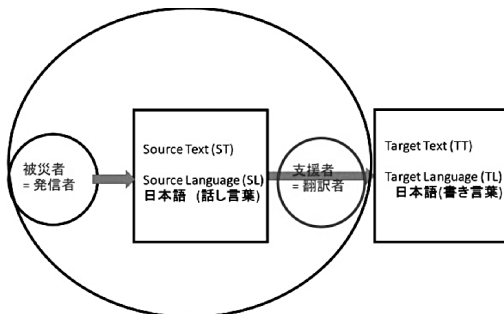 被災者
= 発信者
Source Text (ST)
Source Language (SL)
日本語 (話し言葉)
支援者
= 翻訳者
Target Text (TT)
Target Language (TL)
日本語(書き言葉)